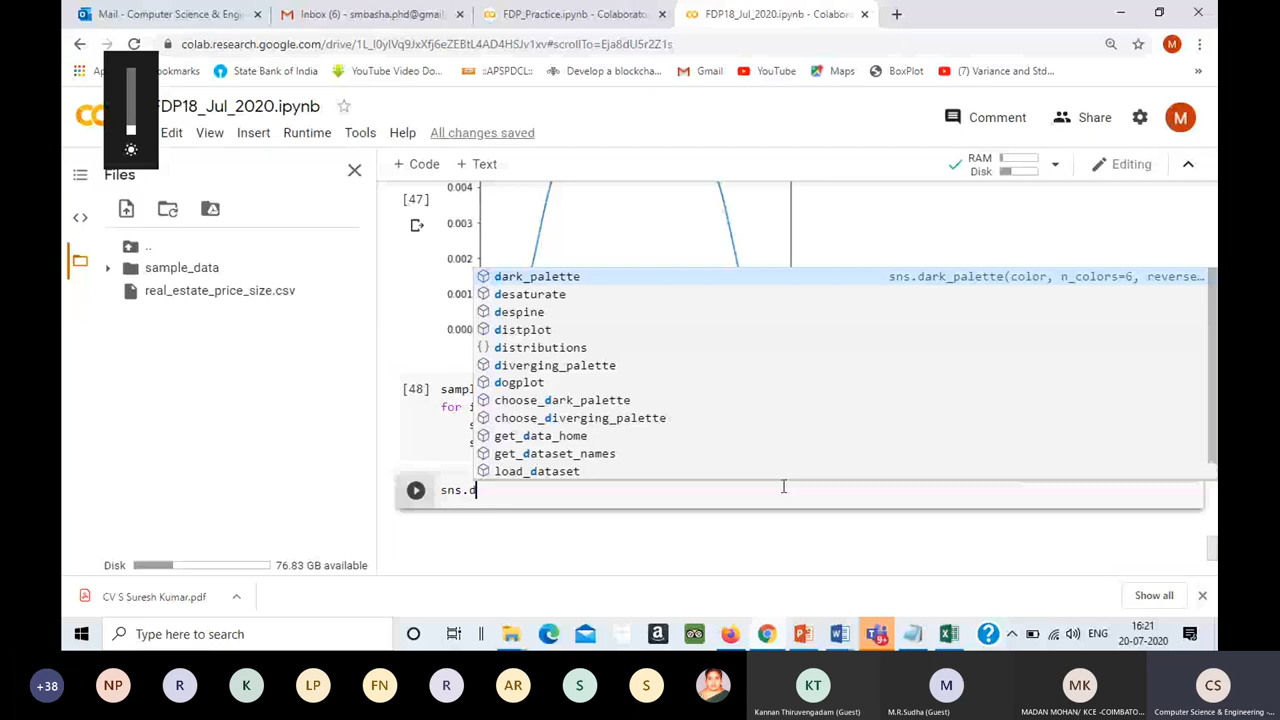 Mail - Computer Science & Engi
Inbox (6) - smbasha.phd@gmail
FDP_Practice.ipynb - Colaborato
FDP18_Jul_2020.ipynb - Colabora
colab.research.google.com/drive/1L_l0ylVq9JxXfj6eZEBtL4AD4HSJv1xv#scrollTo=Eja8dU5r2Z1s
M
Ap
okmarks
State Bank of India
YouTube Video Do...
::APSPDCL::
Develop a blockcha...
Gmail
YouTube
Maps
BoxPlot
(7) Variance and Std...
FDP18_Jul_2020.ipynb
Comment
Share
M
Edit
View
Insert
Runtime
Tools
Help
All changes saved
+ Code
+ Text
RAM
Disk
Editing
Files
..
sample_data
real_estate_price_size.csv
[47]
0.004
0.003
0.002
0.001
0.000
dark_palette
sns.dark_palette(color, n_colors=6, reverse...
desaturate
despine
distplot
{} distributions
diverging_palette
dogplot
choose_dark_palette
choose_diverging_palette
get_data_home
get_dataset_names
load_dataset
[48]
samp
for i
s
s
sns.d
Disk
76.83 GB available
CV S Suresh Kumar.pdf
Show all
Type here to search
9+
ENG
16:21
20-07-2020
+38
NP
R
K
LP
FN
R
AR
S
S
KT
Kannan Thiruvengadam (Guest)
M
M.R.Sudha (Guest)
MK
MADAN MOHAN/ KCE -COIMBATO...
CS
Computer Science & Engineering -...